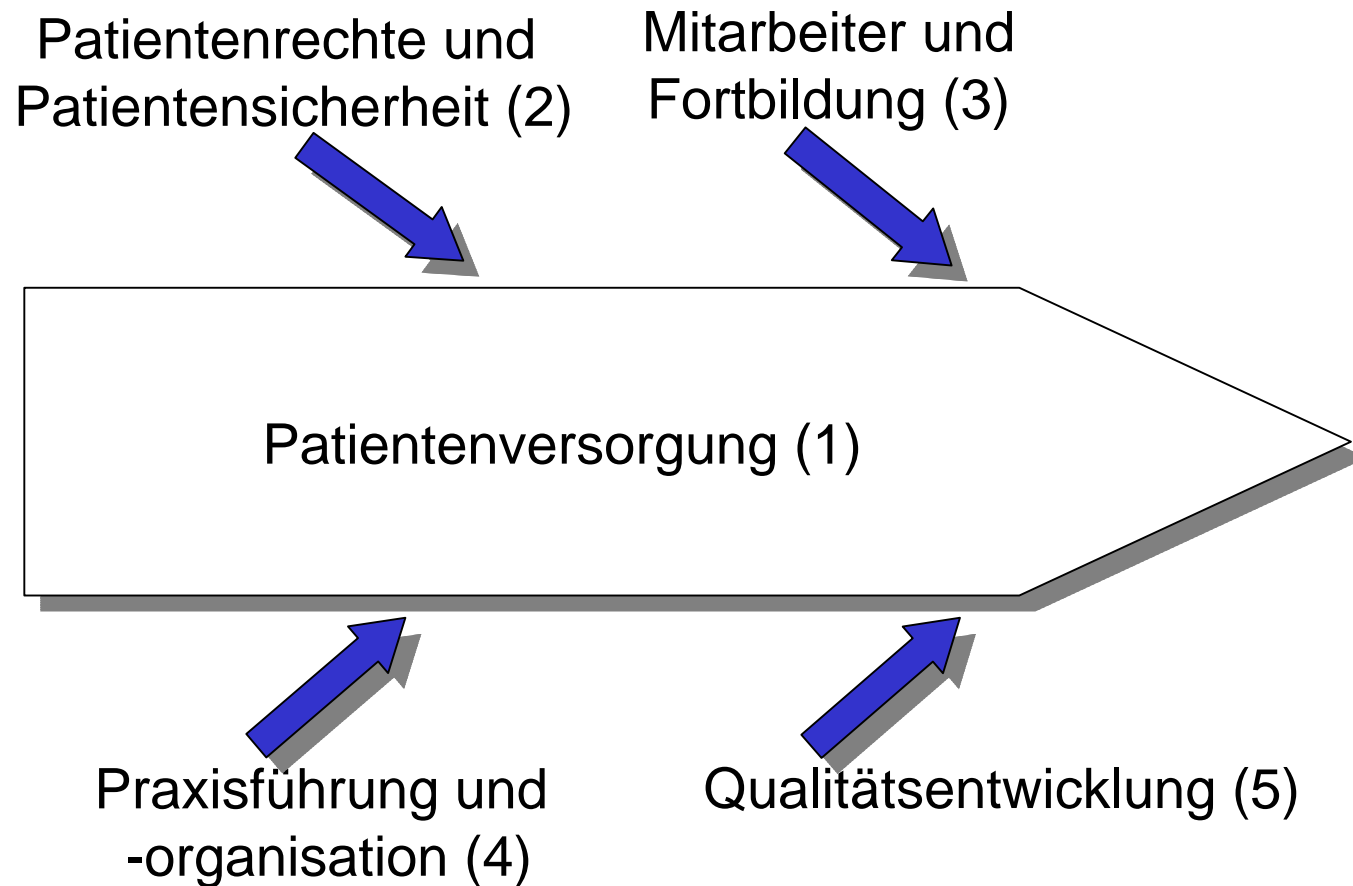 Patientenrechte und
Patientensicherheit (2)
Mitarbeiter und
Fortbildung (3)
Patientenversorgung (1)
Praxisführung und
-organisation (4)
Qualitätsentwicklung (5)